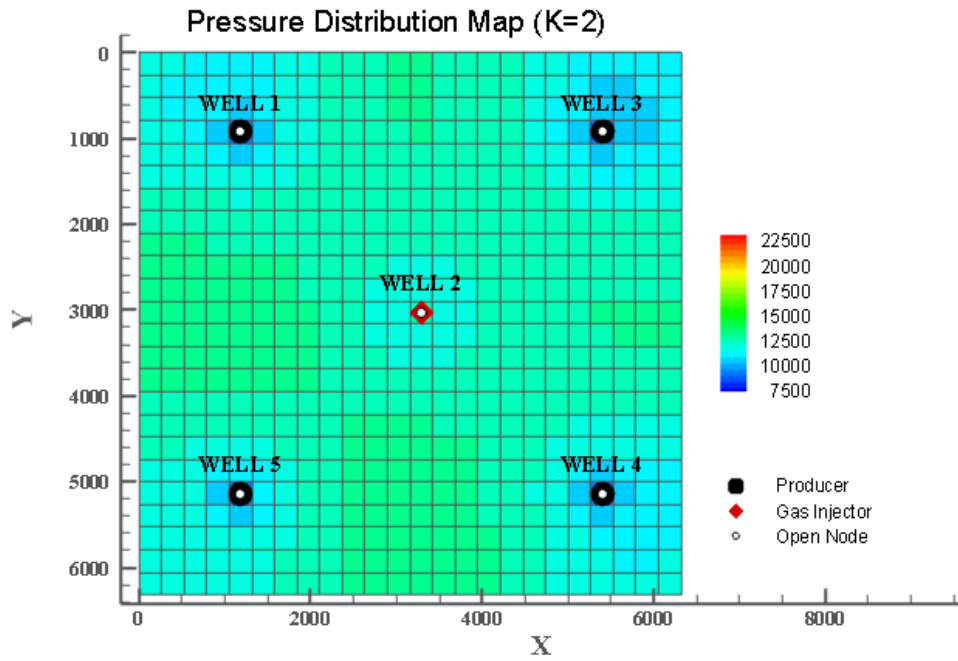 Pressure Distribution Map (K=2)
0
1000
2000
3000
4000
5000
6000
Y
WELL 1
WELL 3
WELL 2
WELL 5
WELL 4
0
2000
4000
6000
8000
X
22500
20000
17500
15000
12500
10000
7500
Producer
Gas Injector
Open Node